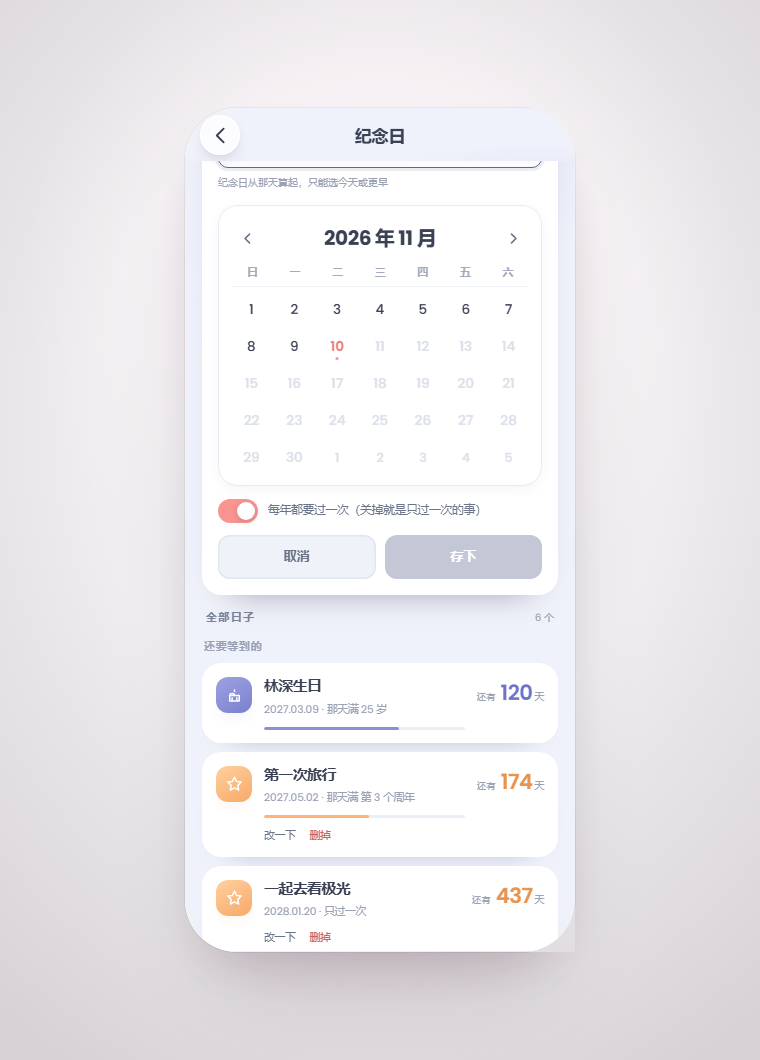 纪念日
纪念日从那天算起，只能选今天或更早
2026 年 11 月
日 一 二 三 四 五 六
1 2 3 4 5 6 7
8 9 10 11 12 13 14
15 16 17 18 19 20 21
22 23 24 25 26 27 28
29 30 1 2 3 4 5
每年都要过一次（关掉就是只过一次的事）
取消 存下
全部日子 6 个
还要等到的
林深生日
还有 120 天
2027.03.09 · 那天满 25 岁
第一次旅行
还有 174 天
2027.05.02 · 那天满 第 3 个周年
改一下 删掉
一起去看极光
还有 437 天
2028.01.20 · 只过一次
改一下 删掉